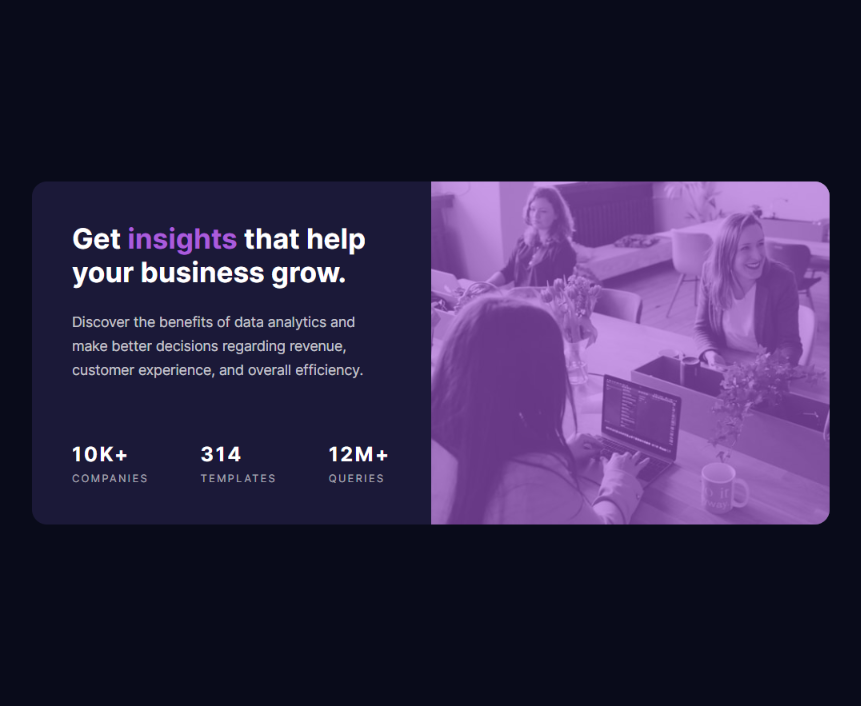 Get insights that help
your business grow.
Discover the benefits of data analytics and
make better decisions regarding revenue,
customer experience, and overall efficiency.
10K+ 314 12M+
COMPANIES TEMPLATES QUERIES